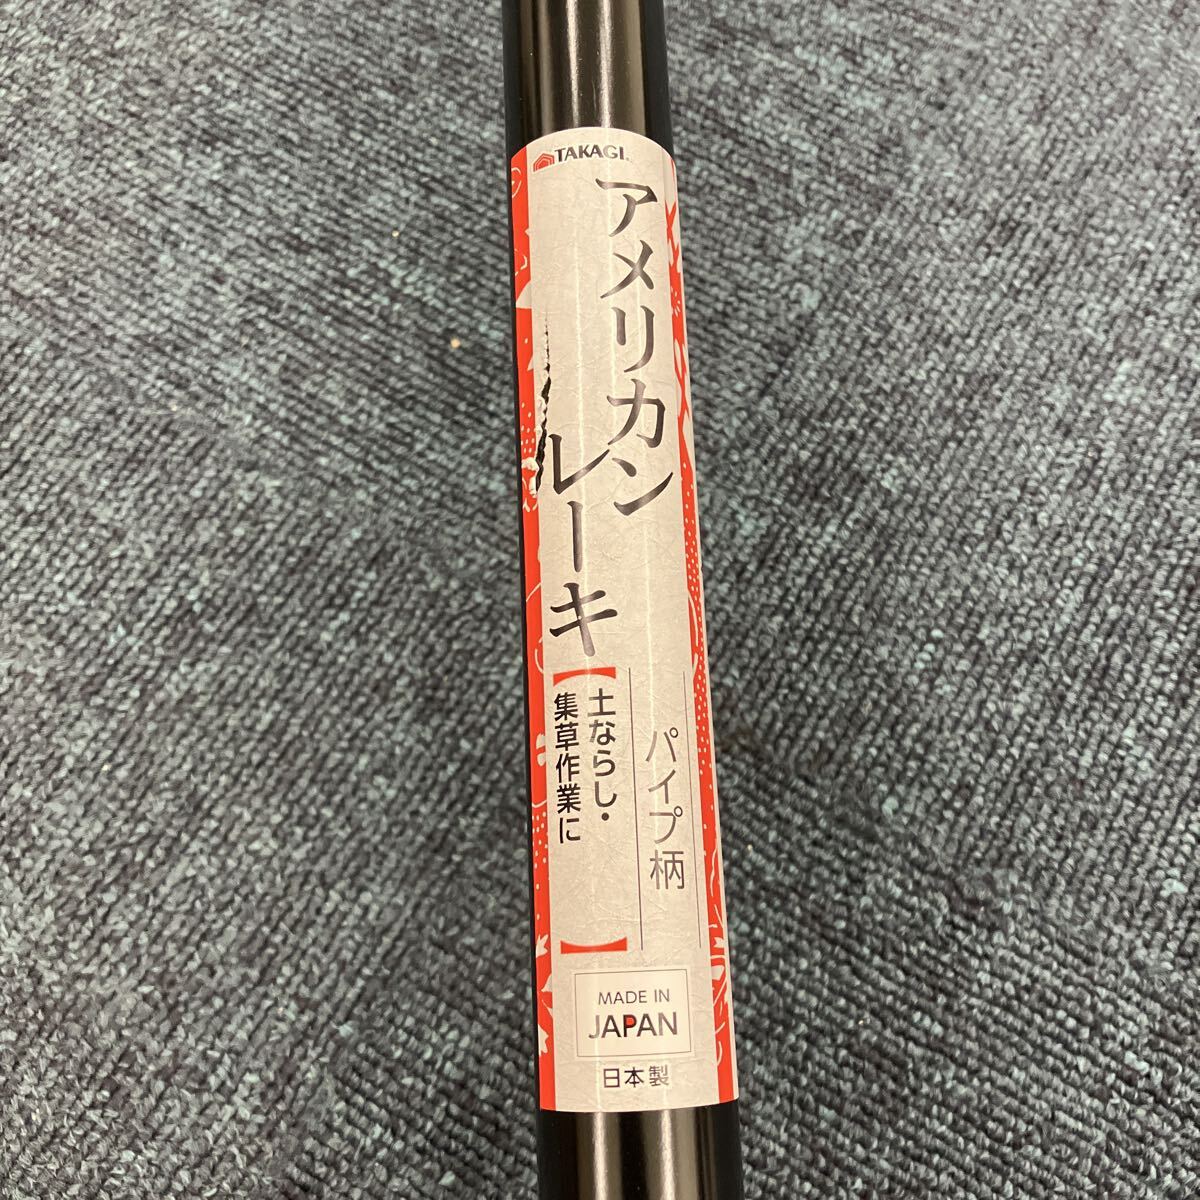 TAKAGI
アメリカン
レーキ
パイプ柄
【土ならし・
集草作業に】
MADE IN
JAPAN
日本製